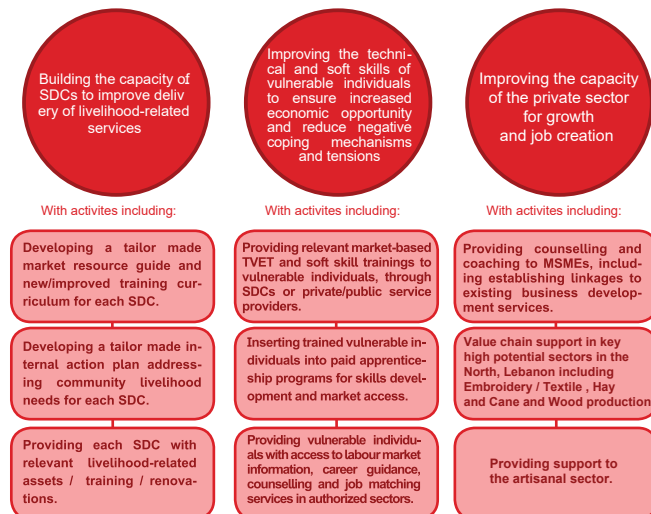 Building the capacity of
SDCs to improve deliv
ery of livelihood-related
services
With activites including:
Developing a tailor made
market resource guide and
new/improved training cur-
riculum for each SDC.
Developing a tailor made in-
ternal action plan address-
ing community livelihood
needs for each SDC.
Providing each SDC with
relevant livelihood-related
assets / training / renova-
tions.
Improving the techni-
cal and soft skills of
vulnerable individuals
to ensure increased
economic opportunity
and reduce negative
coping mechanisms
and tensions
With activites including:
Providing relevant market-based
TVET and soft skill trainings to
vulnerable individuals, through
SDCs or private/public service
providers.
Inserting trained vulnerable in-
dividuals into paid apprentice-
ship programs for skills devel-
opment and market access.
Providing vulnerable individu-
als with access to labour market
information, career guidance,
counselling and job matching
services in authorized sectors.
Improving the capacity
of the private sector
for growth
and job creation
With activites including:
Providing counselling and
coaching to MSMEs, includ-
ing establishing linkages to
existing business develop-
ment services.
Value chain support in key
high potential sectors in the
North, Lebanon including
Embroidery / Textile , Hay
and Cane and Wood production
Providing support to
the artisanal sector.